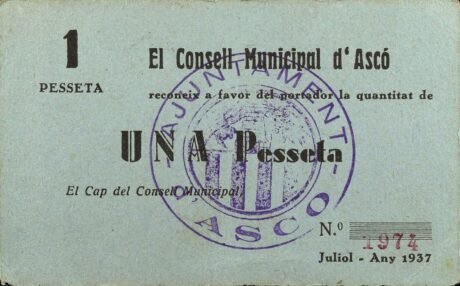 1
PESSETA
El Consell Municipal d'Ascó
reconeix a favor del portador la quantitat de
UNA Pesseta
El Cap del Consell Municipal,
AJUNTAMENT
D'ASCÓ
N.º 1974
Juliol - Any 1937